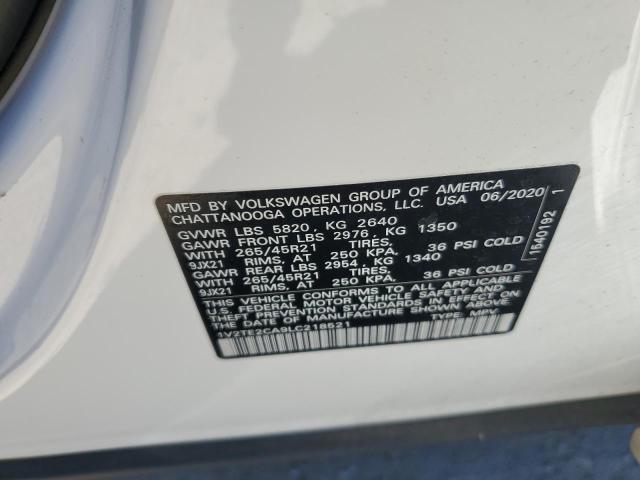 MFD BY VOLKSWAGEN GROUP OF AMERICA
CHATTANOOGA OPERATIONS, LLC. USA 06/2020
GVWR LBS 5820, KG 2640
GAWR FRONT LBS 2976, KG 1350
WITH 265/45R21 TIRES,
9JX21 RIMS, AT 250 KPA, 36 PSI COLD
GAWR REAR LBS 2954, KG 1340
WITH 265/45R21 TIRES,
9JX21 RIMS, AT 250 KPA, 36 PSI COLD
THIS VEHICLE CONFORMS TO ALL APPLICABLE
U.S. FEDERAL MOTOR VEHICLE SAFETY AND
THEFT PREVENTION STANDARDS IN EFFECT ON
THE DATE OF MANUFACTURE SHOWN ABOVE
1V2TE2CA9LC218521 TYPE: MPV
1640192 1